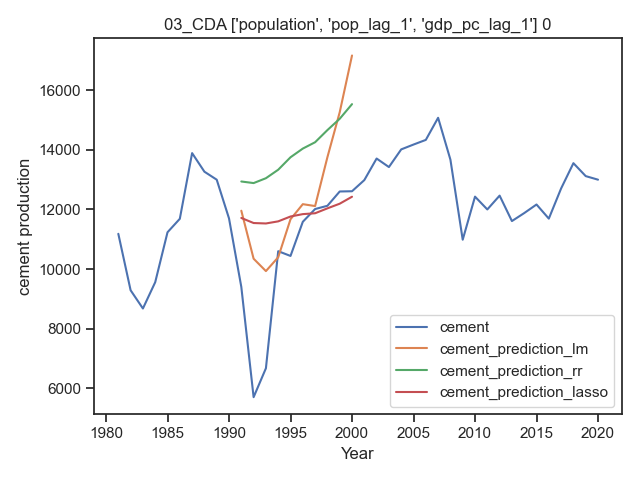 03_CDA ['population', 'pop_lag_1', 'gdp_pc_lag_1'] 0
cement production
16000
14000
12000
10000
8000
6000
cement
cement_prediction_lm
cement_prediction_rr
cement_prediction_lasso
1980 1985 1990 1995 2000 2005 2010 2015 2020
Year